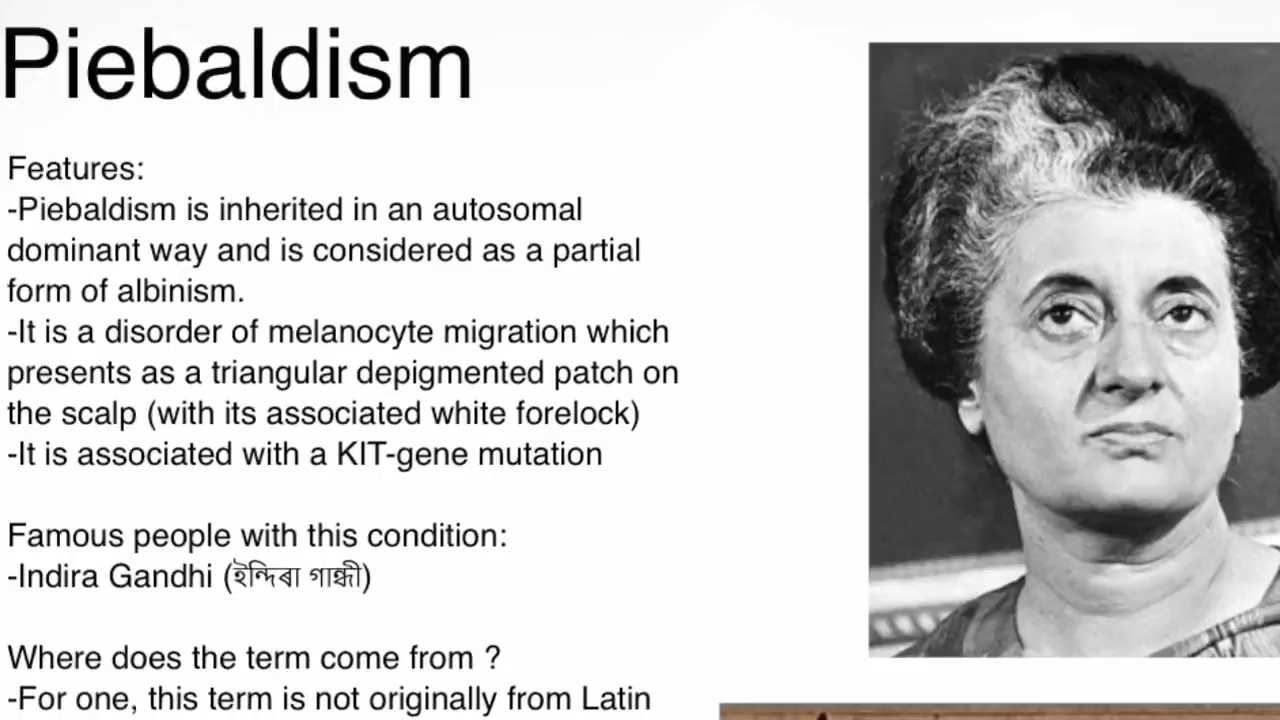 Piebaldism
Features:
-Piebaldism is inherited in an autosomal
dominant way and is considered as a partial
form of albinism.
-It is a disorder of melanocyte migration which
presents as a triangular depigmented patch on
the scalp (with its associated white forelock)
-It is associated with a KIT-gene mutation
Famous people with this condition:
-Indira Gandhi (ইন্দিৰা গান্ধী)
Where does the term come from ?
-For one, this term is not originally from Latin